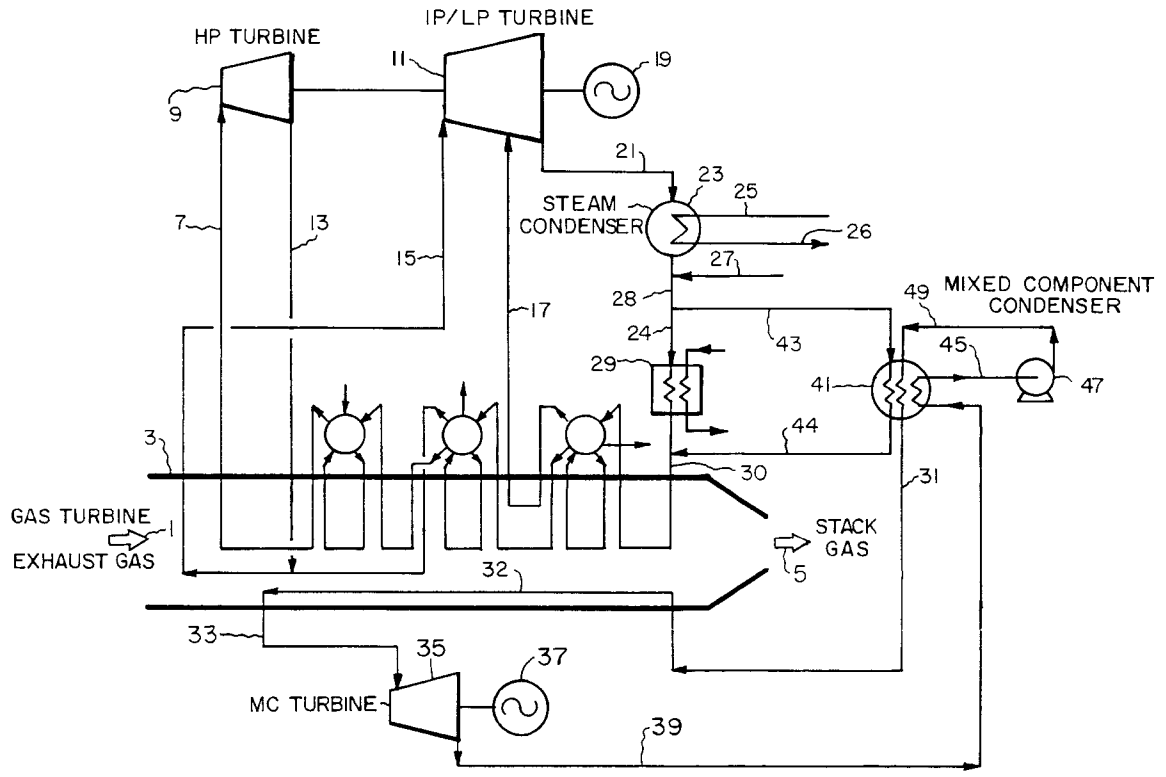 IP/LP TURBINE
HP TURBINE
11
19
9
21
23
STEAM
CONDENSER
25
26
7
13
15
27
28
MIXED COMPONENT
CONDENSER
49
17
24
43
45
29
41
47
3
44
31
GAS TURBINE
EXHAUST GAS
1
STACK
GAS
5
32
33
35
37
MC TURBINE
39